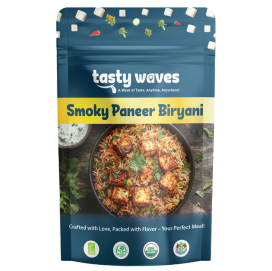 tasty waves
A Wave of Taste, Anytime, Anywhere!
Smoky Paneer Biryani
Crafted with Love, Packed with Flavor – Your Perfect Meal!